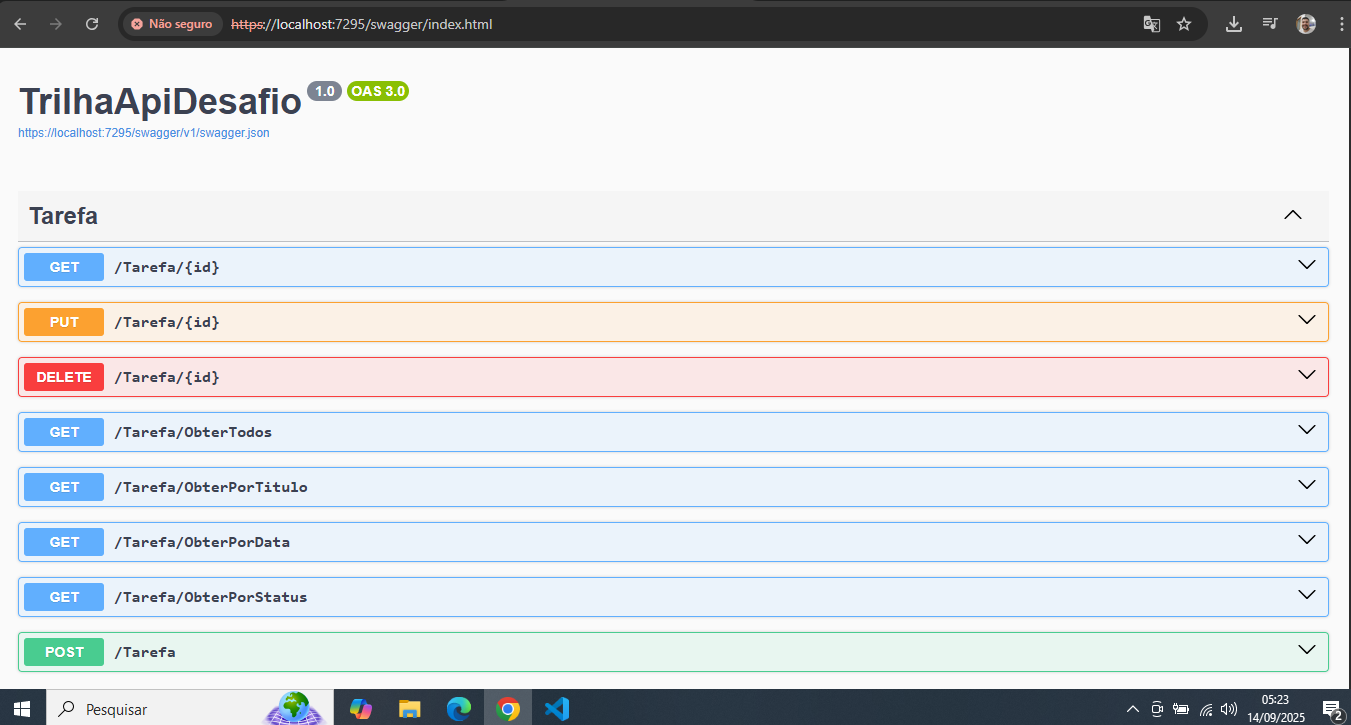 Não seguro https://localhost:7295/swagger/index.html
TrilhaApiDesafio 1.0 OAS 3.0
https://localhost:7295/swagger/v1/swagger.json
Tarefa
GET /Tarefa/{id}
PUT /Tarefa/{id}
DELETE /Tarefa/{id}
GET /Tarefa/ObterTodos
GET /Tarefa/ObterPorTitulo
GET /Tarefa/ObterPorData
GET /Tarefa/ObterPorStatus
POST /Tarefa
Pesquisar
05:23
14/09/2025
2